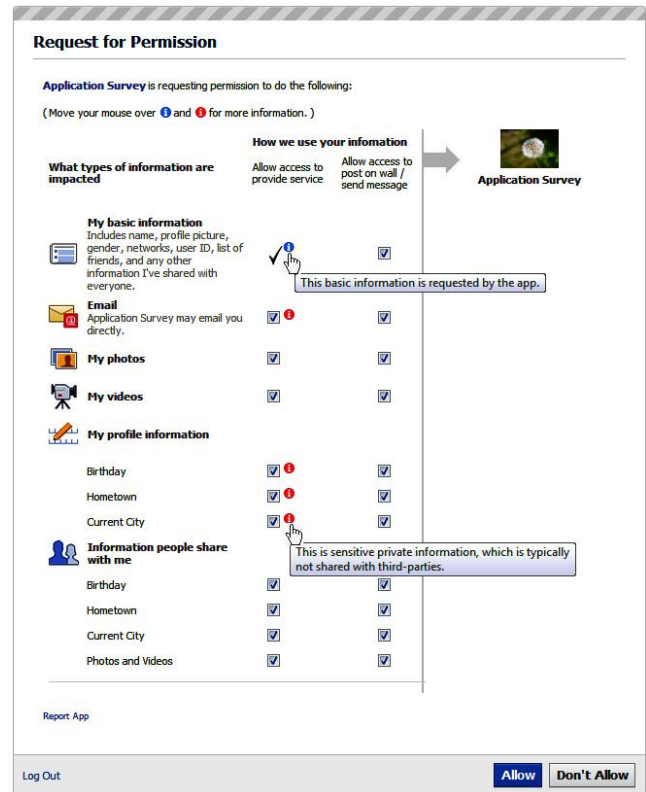 Request for Permission
Application Survey is requesting permission to do the following:
(Move your mouse over i and i for more information. )
How we use your infomation
What types of information are
impacted
Allow access to
provide service
Allow access to
post on wall /
send message
Application Survey
My basic information
Includes name, profile picture,
gender, networks, user ID, list of
friends, and any other
information I've shared with
everyone.
This basic information is requested by the app.
Email
Application Survey may email you
directly.
My photos
My videos
My profile information
Birthday
Hometown
Current City
This is sensitive private information, which is typically
not shared with third-parties.
Information people share
with me
Birthday
Hometown
Current City
Photos and Videos
Report App
Log Out
Allow
Don't Allow